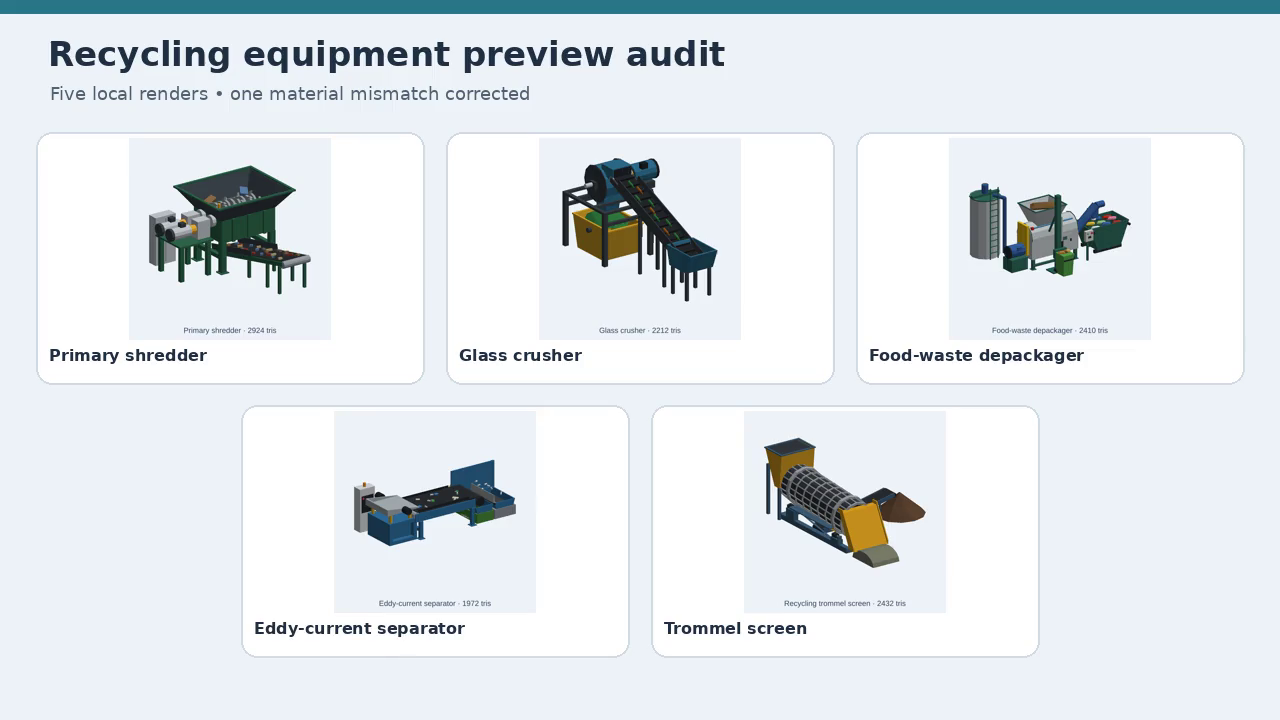 Recycling equipment preview audit
Five local renders • one material mismatch corrected
Primary shredder · 2924 tris
Primary shredder
Glass crusher · 2212 tris
Glass crusher
Food-waste depackager · 2410 tris
Food-waste depackager
Eddy-current separator · 1972 tris
Eddy-current separator
Recycling trommel screen · 2432 tris
Trommel screen